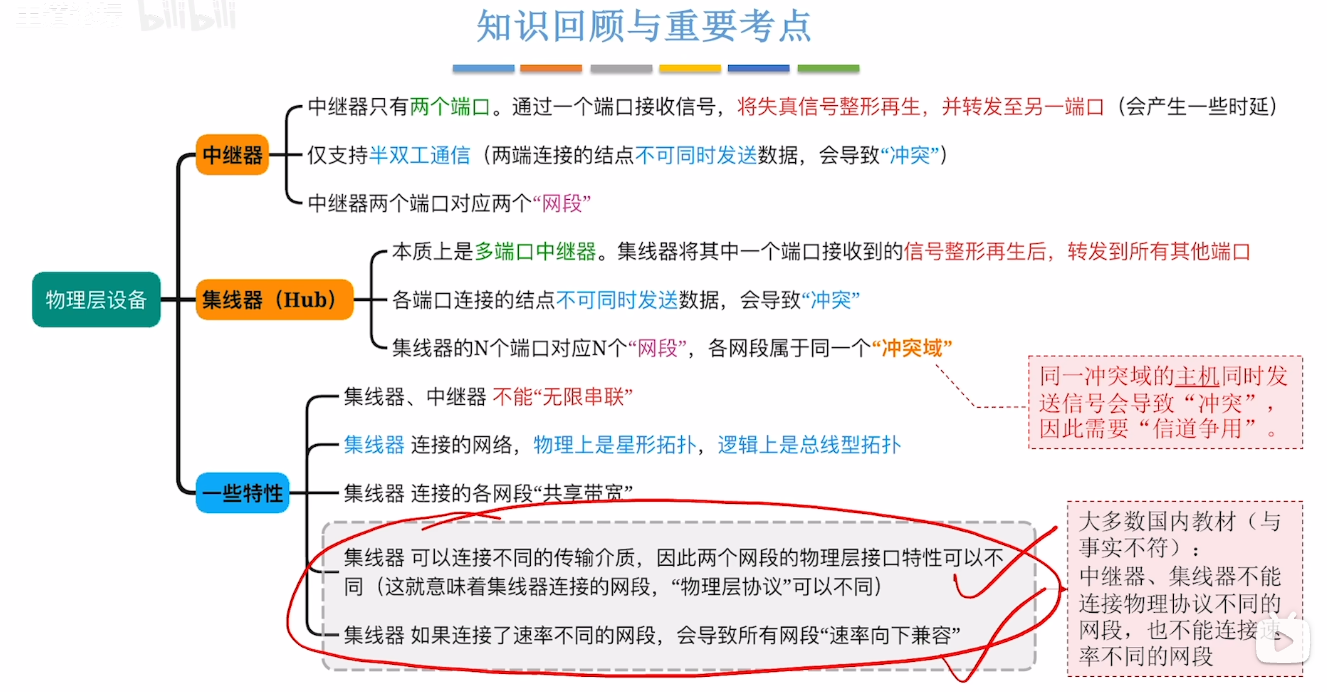 bilibili
知识回顾与重要考点
中继器只有两个端口。通过一个端口接收信号，将失真信号整形再生，并转发至另一端口（会产生一些时延）
中继器
仅支持半双工通信（两端连接的结点不可同时发送数据，会导致“冲突”）
中继器两个端口对应两个“网段”
本质上是多端口中继器。集线器将其中一个端口接收到的信号整形再生后，转发到所有其他端口
物理层设备
集线器（Hub）
各端口连接的结点不可同时发送数据，会导致“冲突”
集线器的N个端口对应N个“网段”，各网段属于同一个“冲突域”
同一冲突域的主机同时发
送信号会导致“冲突”，
因此需要“信道争用”。
集线器、中继器 不能“无限串联”
集线器 连接的网络，物理上是星形拓扑，逻辑上是总线型拓扑
一些特性
集线器 连接的各网段“共享带宽”
集线器 可以连接不同的传输介质，因此两个网段的物理层接口特性可以不
同（这就意味着集线器连接的网段，“物理层协议”可以不同）
集线器 如果连接了速率不同的网段，会导致所有网段“速率向下兼容”
大多数国内教材（与
事实不符）：
中继器、集线器不能
连接物理协议不同的
网段，也不能连接速
率不同的网段